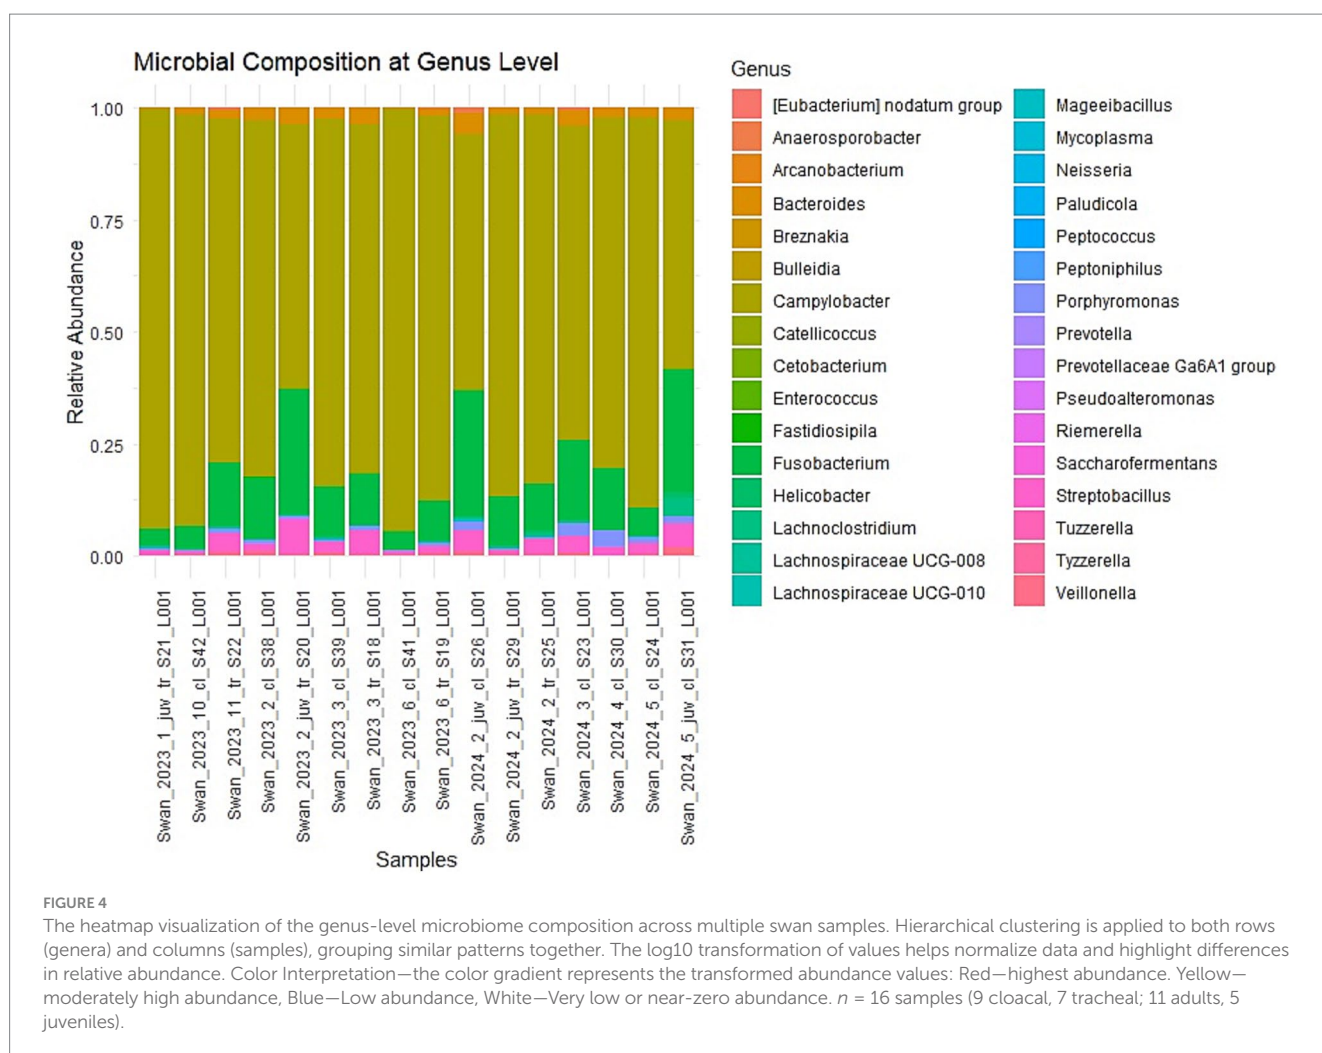 Microbial Composition at Genus Level
Relative Abundance
1.00
0.75
0.50
0.25
0.00
Swan_2023_1_juv_tr_S21_L001
Swan_2023_10_cl_S42_L001
Swan_2023_11_tr_S22_L001
Swan_2023_2_cl_S38_L001
Swan_2023_2_juv_tr_S20_L001
Swan_2023_3_cl_S39_L001
Swan_2023_3_tr_S18_L001
Swan_2023_6_cl_S41_L001
Swan_2023_6_tr_S19_L001
Swan_2024_2_juv_cl_S26_L001
Swan_2024_2_juv_tr_S29_L001
Swan_2024_2_tr_S25_L001
Swan_2024_3_cl_S23_L001
Swan_2024_4_cl_S30_L001
Swan_2024_5_cl_S24_L001
Swan_2024_5_juv_cl_S31_L001
Samples
Genus
[Eubacterium] nodatum group
Anaerosporobacter
Arcanobacterium
Bacteroides
Breznakia
Bulleidia
Campylobacter
Catellicoccus
Cetobacterium
Enterococcus
Fastidiosipila
Fusobacterium
Helicobacter
Lachnoclostridium
Lachnospiraceae UCG-008
Lachnospiraceae UCG-010
Mageeibacillus
Mycoplasma
Neisseria
Paludicola
Peptococcus
Peptoniphilus
Porphyromonas
Prevotella
Prevotellaceae Ga6A1 group
Pseudoalteromonas
Riemerella
Saccharofermentans
Streptobacillus
Tuzzerella
Tyzzerella
Veillonella
FIGURE 4
The heatmap visualization of the genus-level microbiome composition across multiple swan samples. Hierarchical clustering is applied to both rows
(genera) and columns (samples), grouping similar patterns together. The log10 transformation of values helps normalize data and highlight differences
in relative abundance. Color Interpretation—the color gradient represents the transformed abundance values: Red—highest abundance. Yellow—
moderately high abundance, Blue—Low abundance, White—Very low or near-zero abundance. n = 16 samples (9 cloacal, 7 tracheal; 11 adults, 5
juveniles).